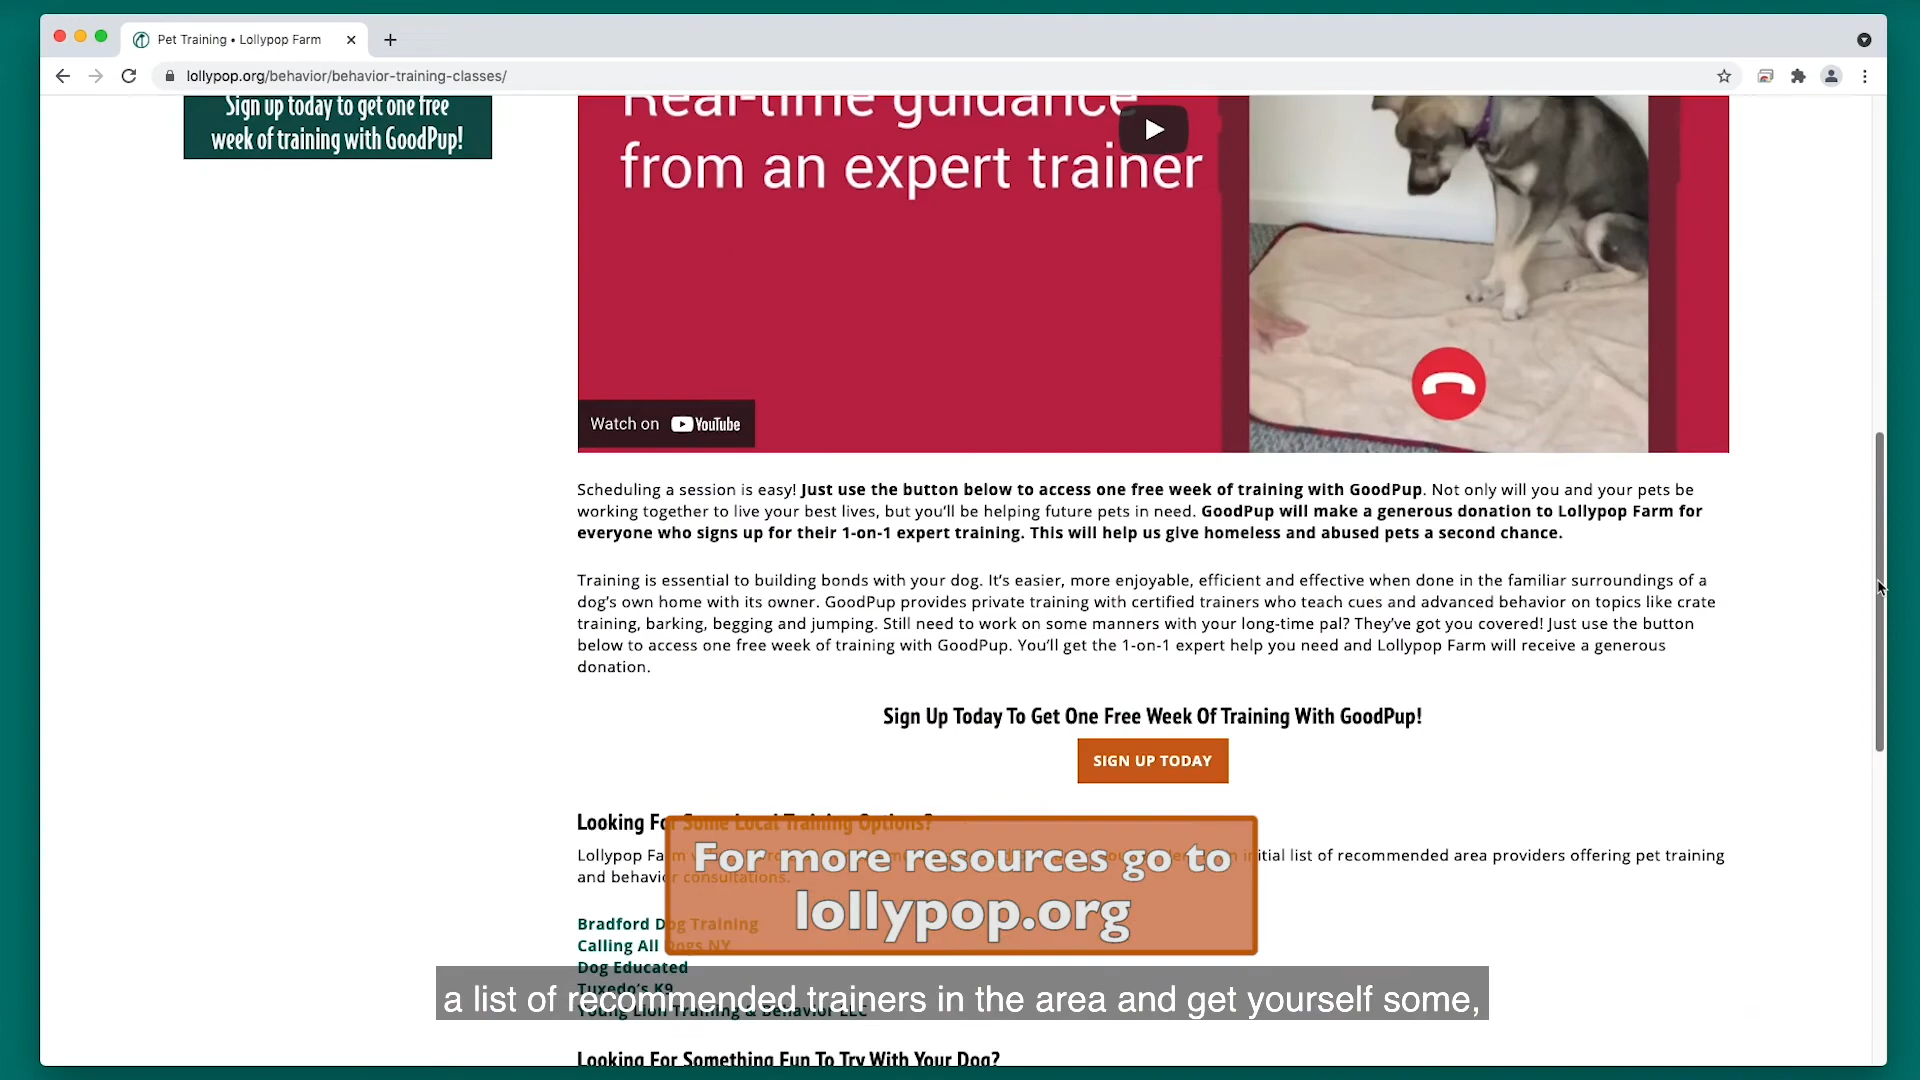 Pet Training • Lollypop Farm
lollypop.org/behavior/behavior-training-classes/
Sign up today to get one free
week of training with GoodPup!
Real-time guidance
from an expert trainer
Watch on YouTube
Scheduling a session is easy! Just use the button below to access one free week of training with GoodPup. Not only will you and your pets be
working together to live your best lives, but you'll be helping future pets in need. GoodPup will make a generous donation to Lollypop Farm for
everyone who signs up for their 1-on-1 expert training. This will help us give homeless and abused pets a second chance.
Training is essential to building bonds with your dog. It's easier, more enjoyable, efficient and effective when done in the familiar surroundings of a
dog's own home with its owner. GoodPup provides private training with certified trainers who teach cues and advanced behavior on topics like crate
training, barking, begging and jumping. Still need to work on some manners with your long-time pal? They've got you covered! Just use the button
below to access one free week of training with GoodPup. You'll get the 1-on-1 expert help you need and Lollypop Farm will receive a generous
donation.
Sign Up Today To Get One Free Week Of Training With GoodPup!
SIGN UP TODAY
Looking For Some Local Training Options?
Lollypop Farm initial list of recommended area providers offering pet training
and behavior consultations.
For more resources go to
lollypop.org
Bradford Dog Training
Calling All Dogs NY
Dog Educated
Tuxedo's K9
Young Lion Training & Behavior LLC
a list of recommended trainers in the area and get yourself some,
Looking For Something Fun To Try With Your Dog?